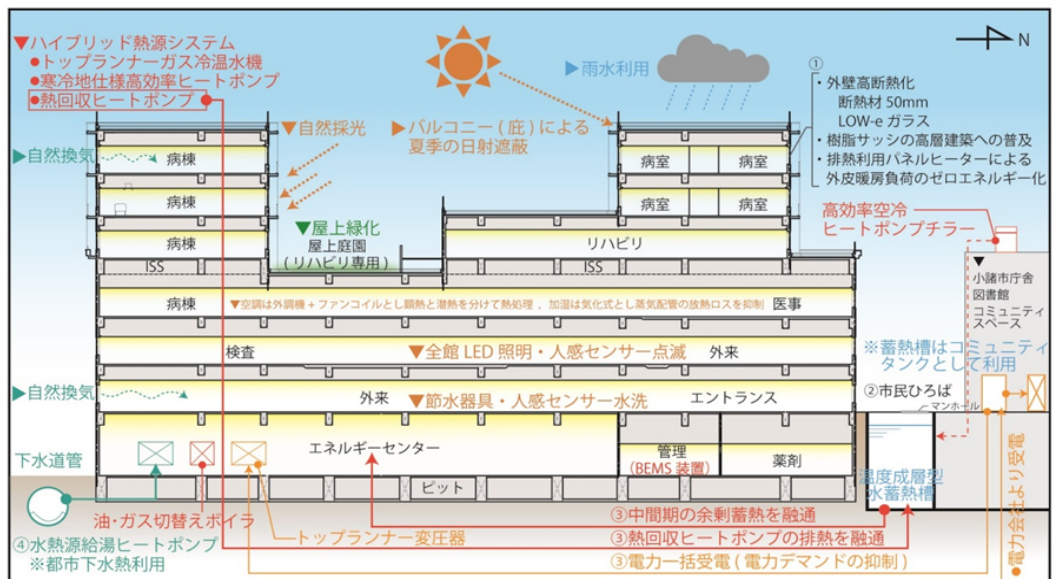 ▼ハイブリッド熱源システム
●トップランナーガス冷温水機
●寒冷地仕様高効率ヒートポンプ
●熱回収ヒートポンプ
▶自然換気
病棟
病棟
病棟
ISS
▼自然採光
▶バルコニー(庇)による
夏季の日射遮蔽
▶雨水利用
N
①
・外壁高断熱化
断熱材 50mm
LOW-e ガラス
・樹脂サッシの高層建築への普及
・排熱利用パネルヒーターによる
外皮暖房負荷のゼロエネルギー化
病室 病室
病室 病室
▼屋上緑化
屋上庭園
(リハビリ専用)
リハビリ
ISS
高効率空冷
ヒートポンプチラー
▼
小諸市庁舎
図書館
コミュニティ
スペース
病棟 ▼空調は外調機+ファンコイルとし顕熱と潜熱を分けて熱処理．加湿は気化式とし蒸気配管の放熱ロスを抑制 医事
検査 ▼全館 LED 照明・人感センサー点滅 外来
※蓄熱槽はコミュニティ
タンクとして利用
▶自然換気
外来 ▼節水器具・人感センサー水洗 エントランス
②市民ひろば
マンホール
エネルギーセンター
管理
(BEMS 装置)
薬剤
下水道管
ピット
温度成層型
水蓄熱槽
油・ガス切替えボイラ
④水熱源給湯ヒートポンプ
※都市下水熱利用
トップランナー変圧器
③中間期の余剰蓄熱を融通
③熱回収ヒートポンプの排熱を融通
③電力一括受電(電力デマンドの抑制)
●電力会社より受電